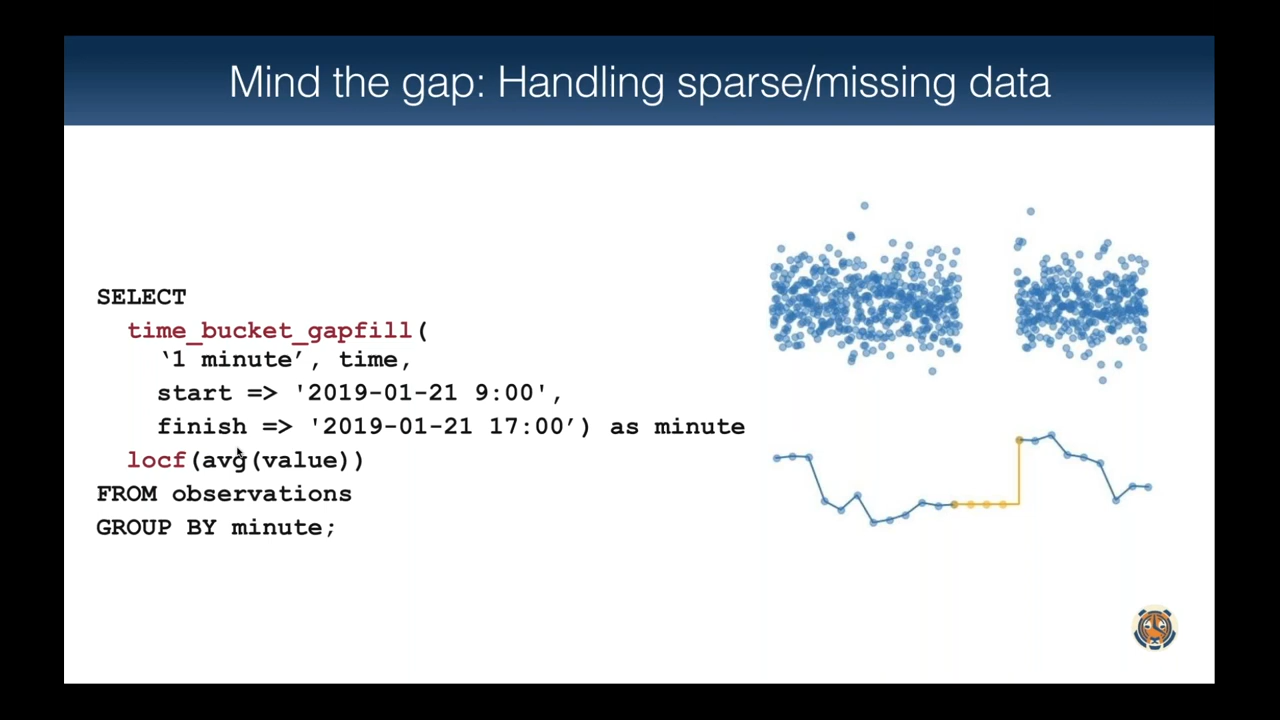 Mind the gap: Handling sparse/missing data
SELECT
time_bucket_gapfill(
‘1 minute’, time,
start => '2019-01-21 9:00',
finish => '2019-01-21 17:00’) as minute
locf(avg(value))
FROM observations
GROUP BY minute;